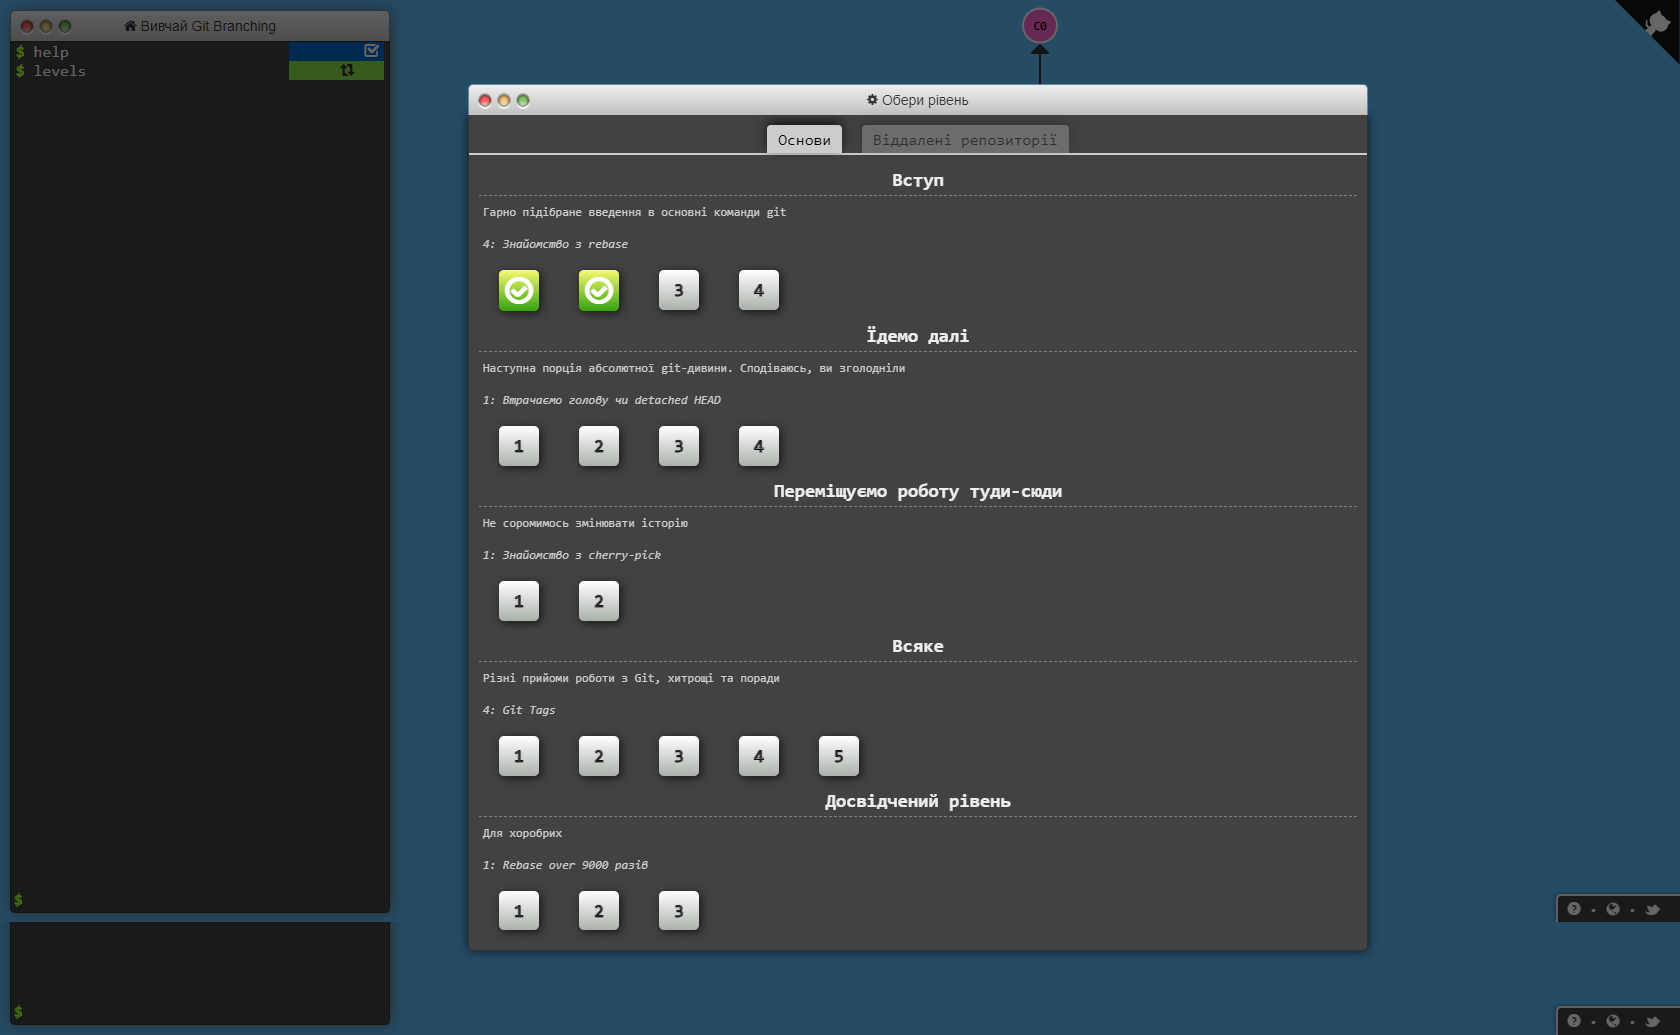 Вивчай Git Branching
$ help
$ levels
$
$
C0
Обери рівень
Основи
Віддалені репозиторії
Вступ
Гарно підібране введення в основні команди git
4: Знайомство з rebase
3 4
Їдемо далі
Наступна порція абсолютної git-дивини. Сподіваюсь, ви зголодніли
1: Втрачаємо голову чи detached HEAD
1 2 3 4
Переміщуємо роботу туди-сюди
Не соромимось змінювати історію
1: Знайомство з cherry-pick
1 2
Всяке
Різні прийоми роботи з Git, хитрощі та поради
4: Git Tags
1 2 3 4 5
Досвідчений рівень
Для хоробрих
1: Rebase over 9000 разів
1 2 3